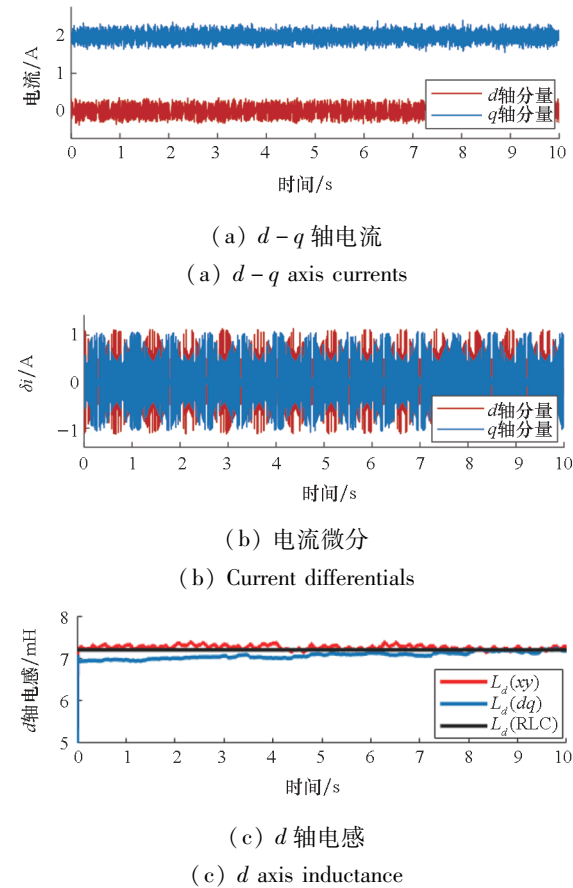 2
1
0
电流/A
d轴分量
q轴分量
0 1 2 3 4 5 6 7 8 9 10
时间/s
(a) d-q 轴电流
(a) d-q axis currents
1
0
-1
δi/A
d轴分量
q轴分量
0 1 2 3 4 5 6 7 8 9 10
时间/s
(b) 电流微分
(b) Current differentials
8
7
6
5
d轴电感/mH
L_d(xy)
L_d(dq)
L_d(RLC)
0 1 2 3 4 5 6 7 8 9 10
时间/s
(c) d 轴电感
(c) d axis inductance